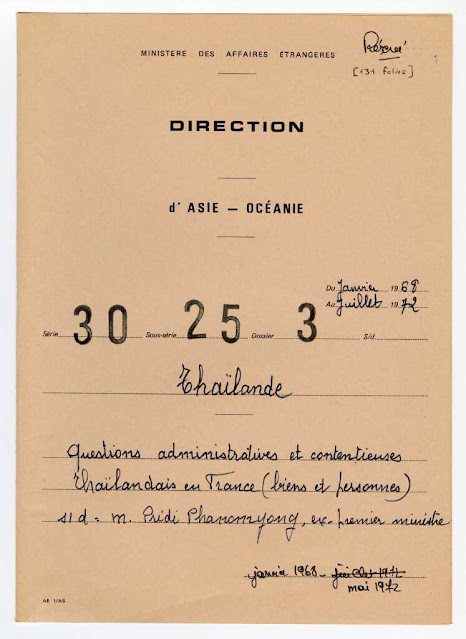 MINISTERE DES AFFAIRES ÉTRANGERES
Réservé
[131 folios]
DIRECTION
d' ASIE — OCÉANIE
Du Janvier 1968
Au Juillet 1972
Série 30 Sous-série 25 Dossier 3 S/d.
Thaïlande
Questions administratives et contentieuses
Thaïlandais en France (biens et personnes)
s/d = M. Pridi Phanomyong, ex-premier ministre
janvier 1968 - juillet 1972
mai 1972
AE 1/A6